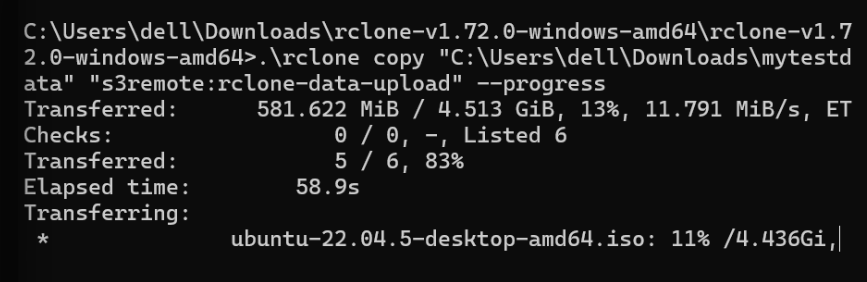 C:\Users\dell\Downloads\rclone-v1.72.0-windows-amd64\rclone-v1.7
2.0-windows-amd64>.\rclone copy "C:\Users\dell\Downloads\mytestd
ata" "s3remote:rclone-data-upload" --progress
Transferred:      581.622 MiB / 4.513 GiB, 13%, 11.791 MiB/s, ET
Checks:                 0 / 0, -, Listed 6
Transferred:            5 / 6, 83%
Elapsed time:        58.9s
Transferring:
 *              ubuntu-22.04.5-desktop-amd64.iso: 11% /4.436Gi,